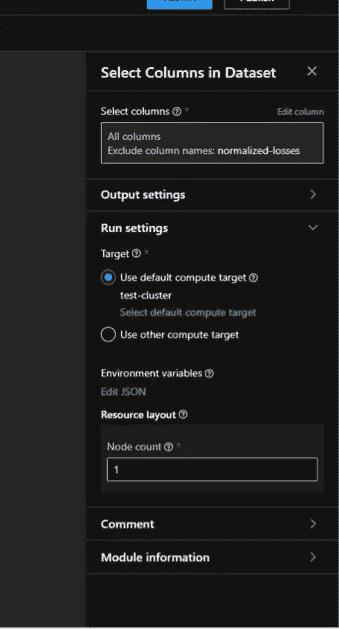 Submit
Publish
Select Columns in Dataset
Select columns *
Edit column
All columns
Exclude column names: normalized-losses
Output settings
Run settings
Target *
Use default compute target
test-cluster
Select default compute target
Use other compute target
Environment variables
Edit JSON
Resource layout
Node count *
1
Comment
Module information